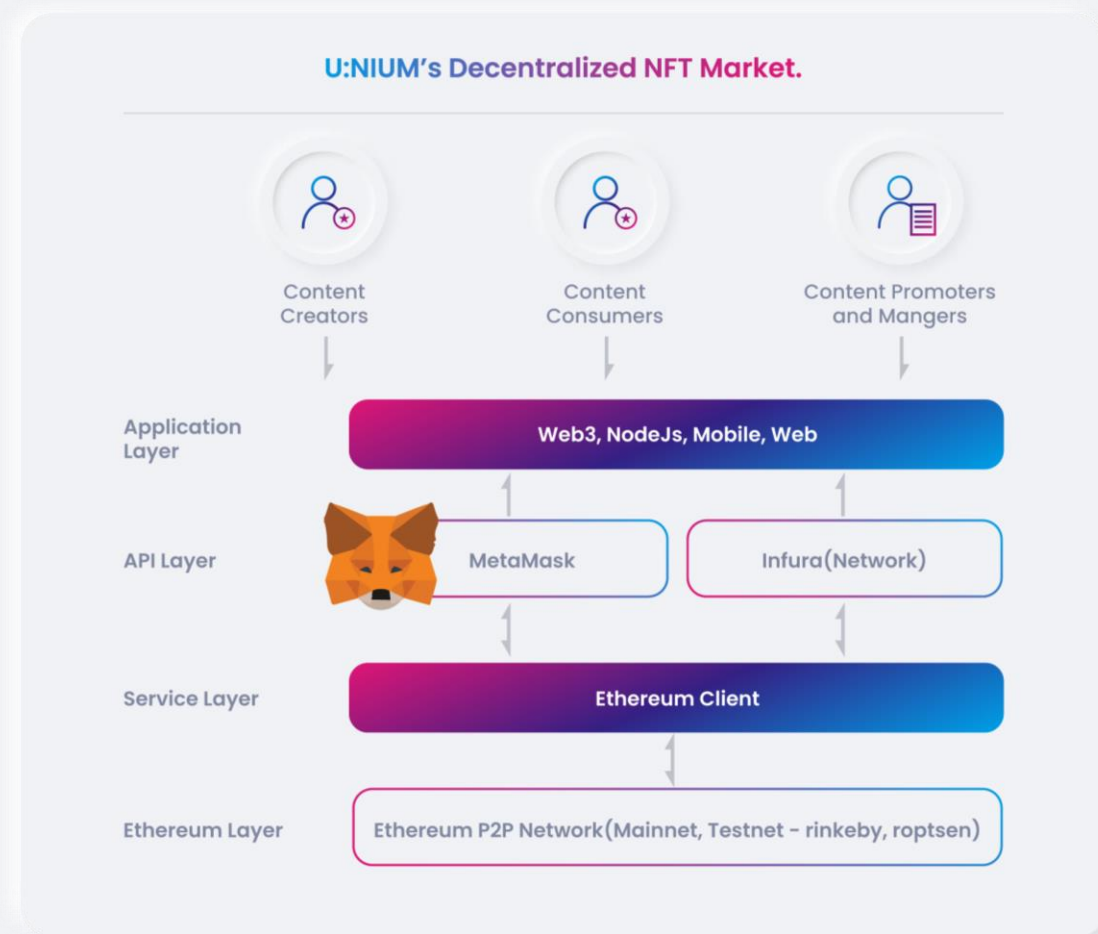 U:NIUM's Decentralized NFT Market.
Content
Creators
Content
Consumers
Content Promoters
and Mangers
Application
Layer
Web3, NodeJs, Mobile, Web
API Layer
MetaMask
Infura(Network)
Service Layer
Ethereum Client
Ethereum Layer
Ethereum P2P Network(Mainnet, Testnet - rinkeby, roptsen)